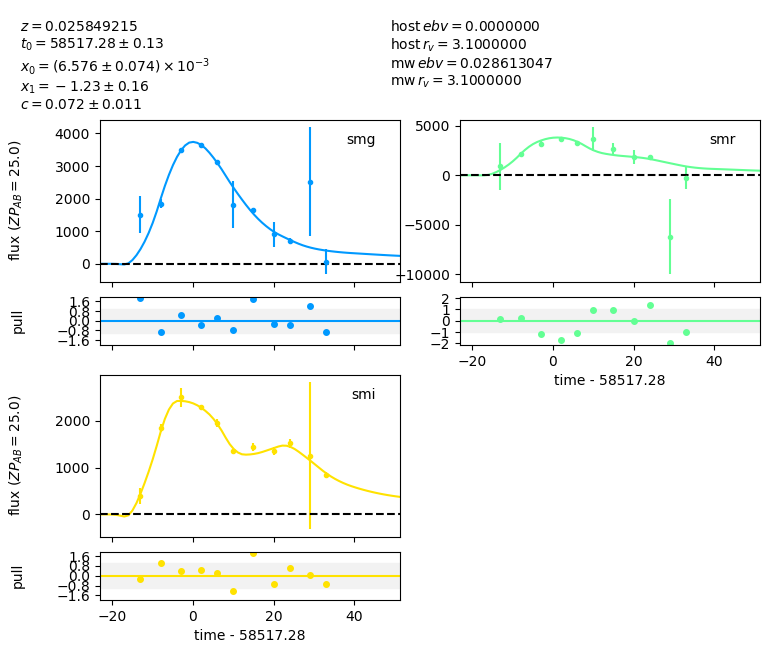 z = 0.025849215
t₀ = 58517.28 ± 0.13
x₀ = (6.576 ± 0.074) × 10⁻³
x₁ = −1.23 ± 0.16
c = 0.072 ± 0.011
host ebv = 0.0000000
host r_v = 3.1000000
mw ebv = 0.028613047
mw r_v = 3.1000000
smg
flux (ZP_AB = 25.0)
4000
3000
2000
1000
0
smr
5000
0
−5000
−10000
pull
1.6
0.8
0.0
−0.8
−1.6
2
1
0
−1
−2
−20 0 20 40
time - 58517.28
smi
flux (ZP_AB = 25.0)
2000
1000
0
pull
1.6
0.8
0.0
−0.8
−1.6
−20 0 20 40
time - 58517.28